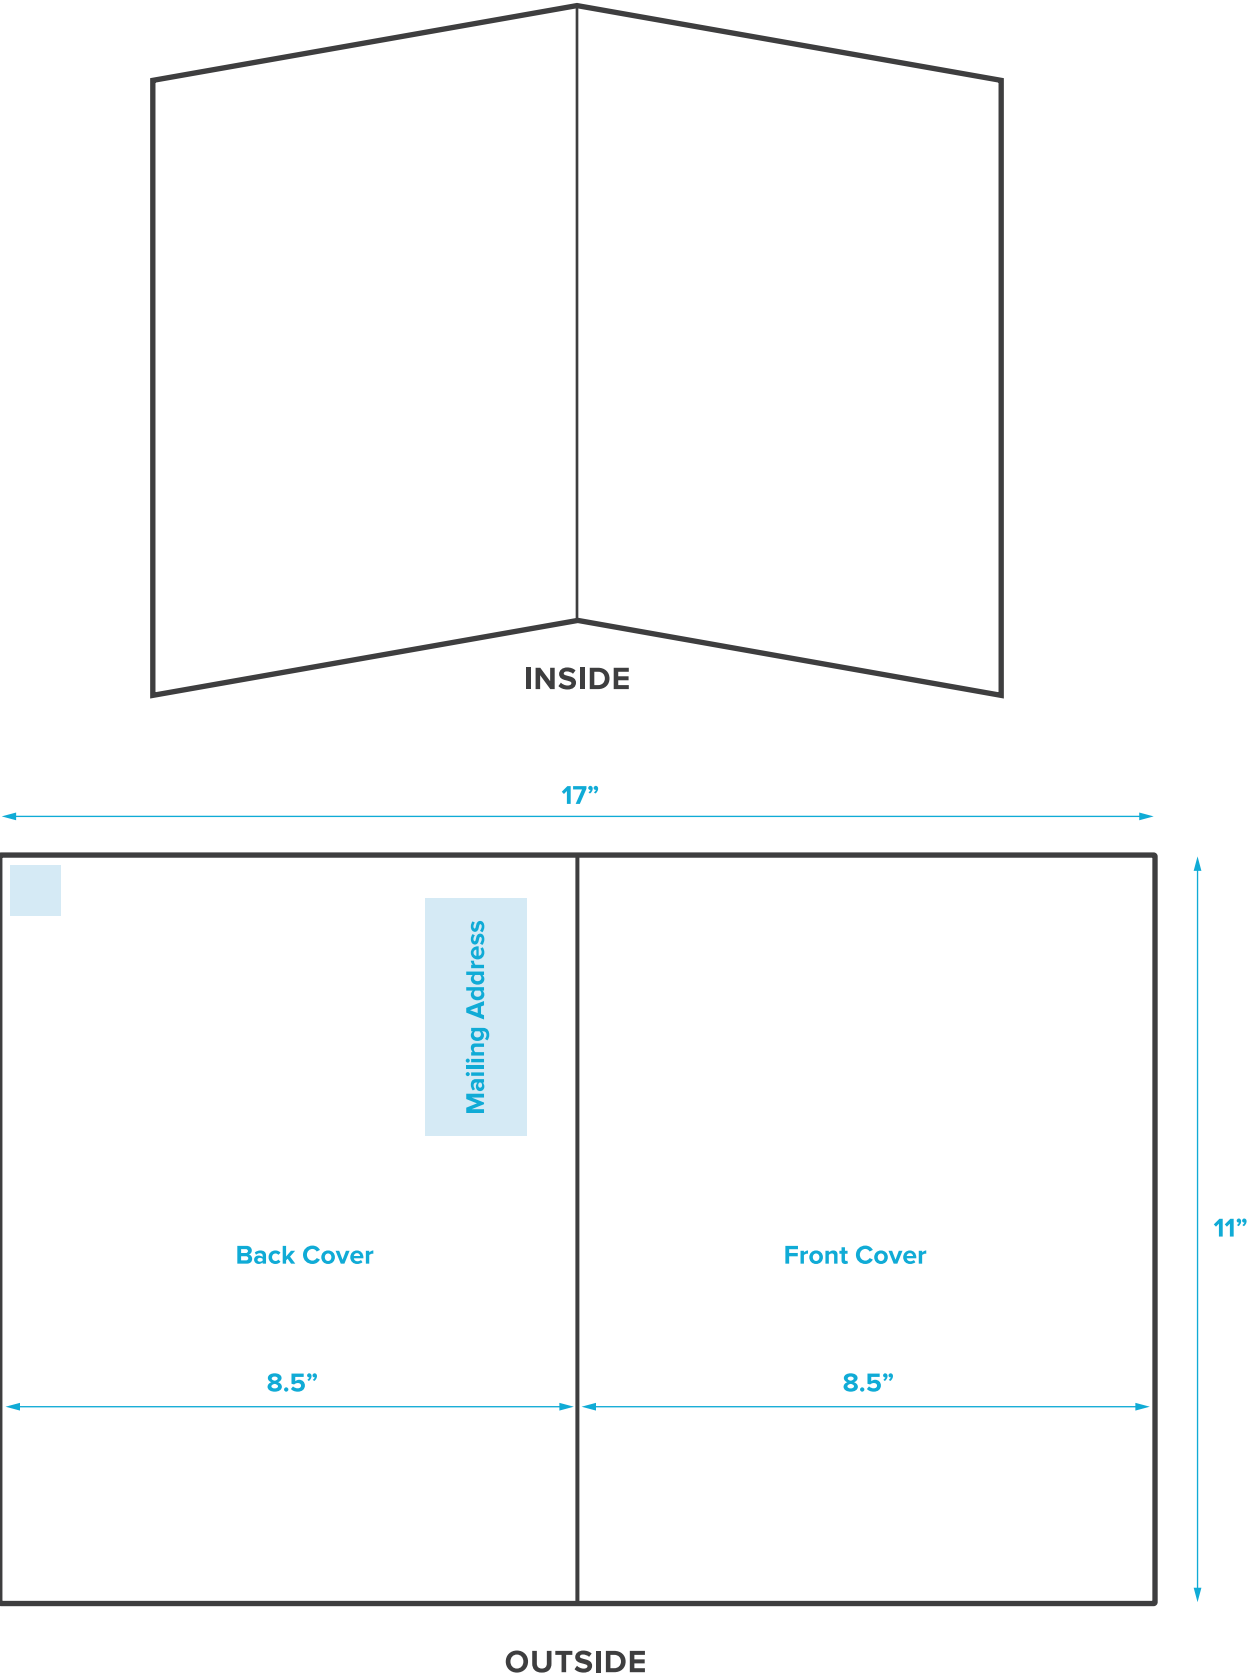 INSIDE
17”
Mailing Address
11”
Back Cover
Front Cover
8.5”
8.5”
OUTSIDE